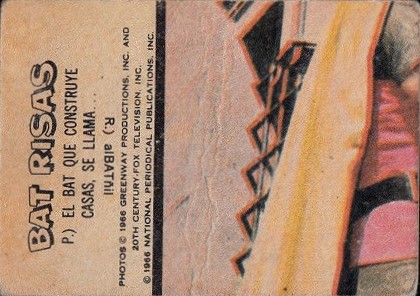 BAT RISAS
P.) EL BAT QUE CONSTRUYE
CASAS, SE LLAMA...
R.) alBATñil
PHOTOS © 1966 GREENWAY PRODUCTIONS, INC. AND
20TH CENTURY-FOX TELEVISION, INC.
© 1966 NATIONAL PERIODICAL PUBLICATIONS, INC.